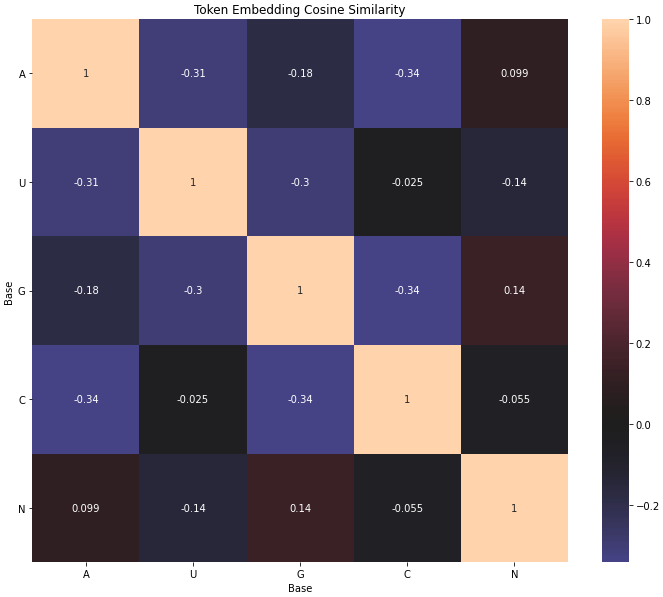 Token Embedding Cosine Similarity
A 1 -0.31 -0.18 -0.34 0.099
U -0.31 1 -0.3 -0.025 -0.14
G -0.18 -0.3 1 -0.34 0.14
C -0.34 -0.025 -0.34 1 -0.055
N 0.099 -0.14 0.14 -0.055 1
A U G C N
Base
Base
1.0
0.8
0.6
0.4
0.2
0.0
−0.2